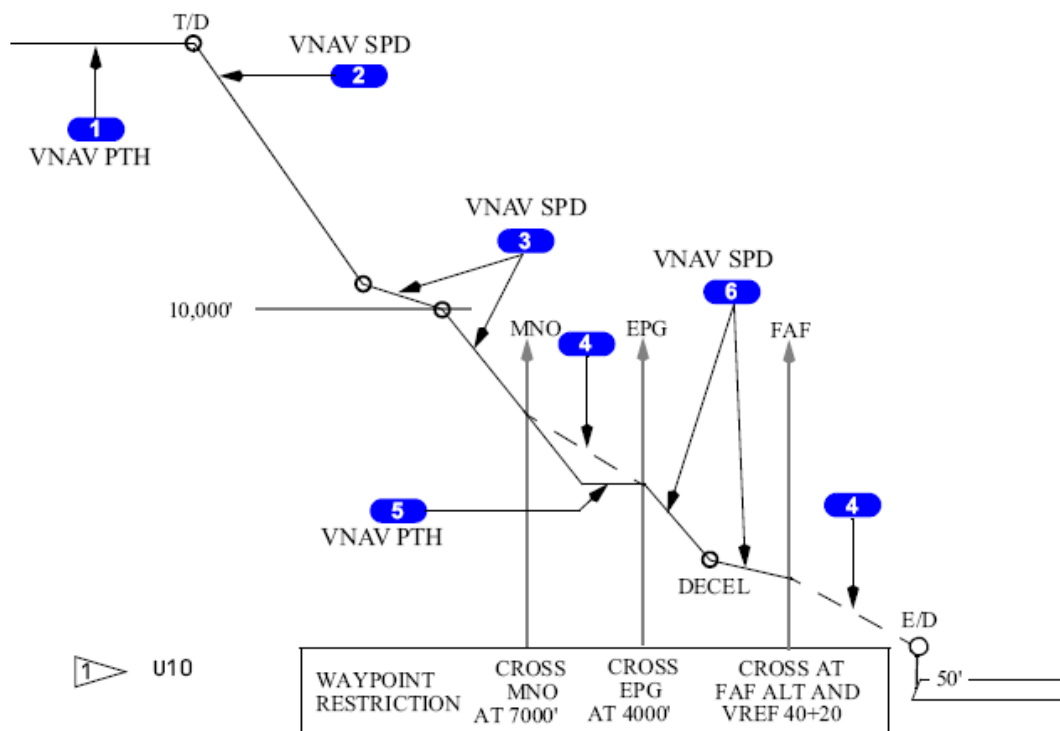 T/D
VNAV SPD
2
1
VNAV PTH
VNAV SPD
3
10,000'
MNO
4
EPG
VNAV SPD
6
FAF
5
VNAV PTH
4
DECEL
E/D
50'
1 U10
WAYPOINT
RESTRICTION
CROSS
MNO
AT 7000'
CROSS
EPG
AT 4000'
CROSS AT
FAF ALT AND
VREF 40+20